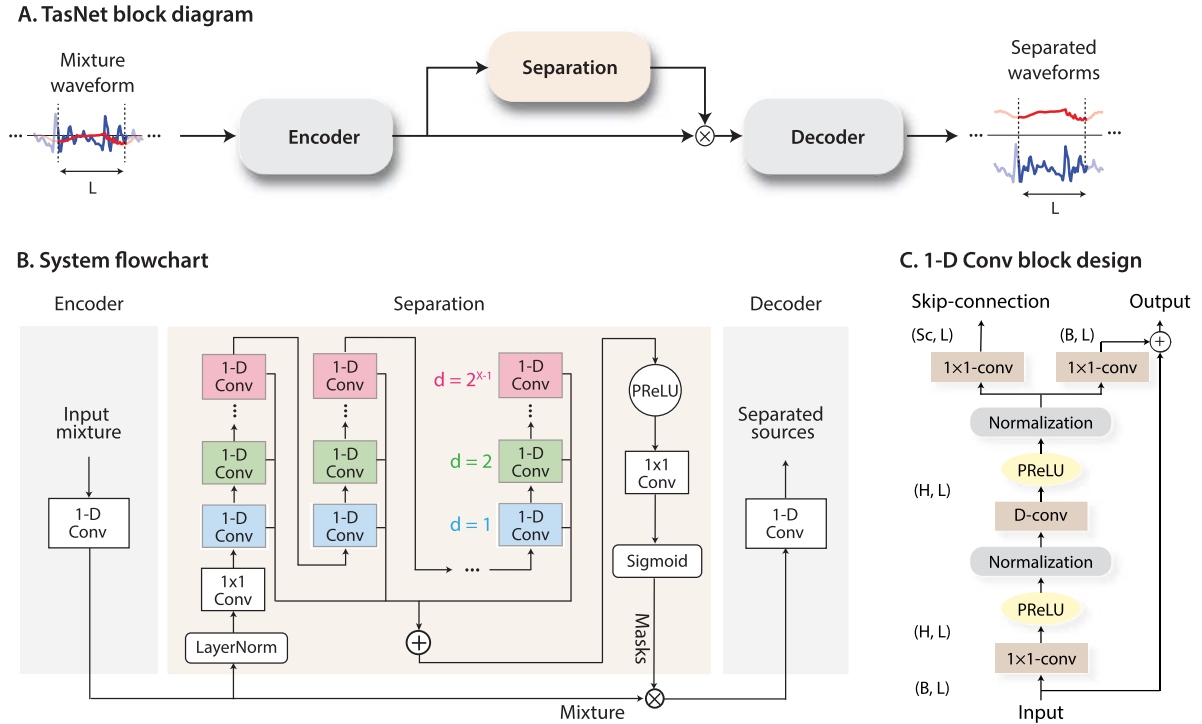 A. TasNet block diagram
Mixture
waveform
L
Encoder
Separation
Decoder
Separated
waveforms
L
B. System flowchart
Encoder
Separation
Decoder
Input
mixture
1-D
Conv
1-D
Conv
1-D
Conv
1-D
Conv
1x1
Conv
LayerNorm
1-D
Conv
1-D
Conv
1-D
Conv
d = 2^X-1
1-D
Conv
d = 2
1-D
Conv
d = 1
1-D
Conv
PReLU
1x1
Conv
Sigmoid
Masks
Mixture
Separated
sources
1-D
Conv
C. 1-D Conv block design
Skip-connection
Output
(Sc, L)
(B, L)
1×1-conv
1×1-conv
Normalization
PReLU
(H, L)
D-conv
Normalization
PReLU
(H, L)
1×1-conv
(B, L)
Input